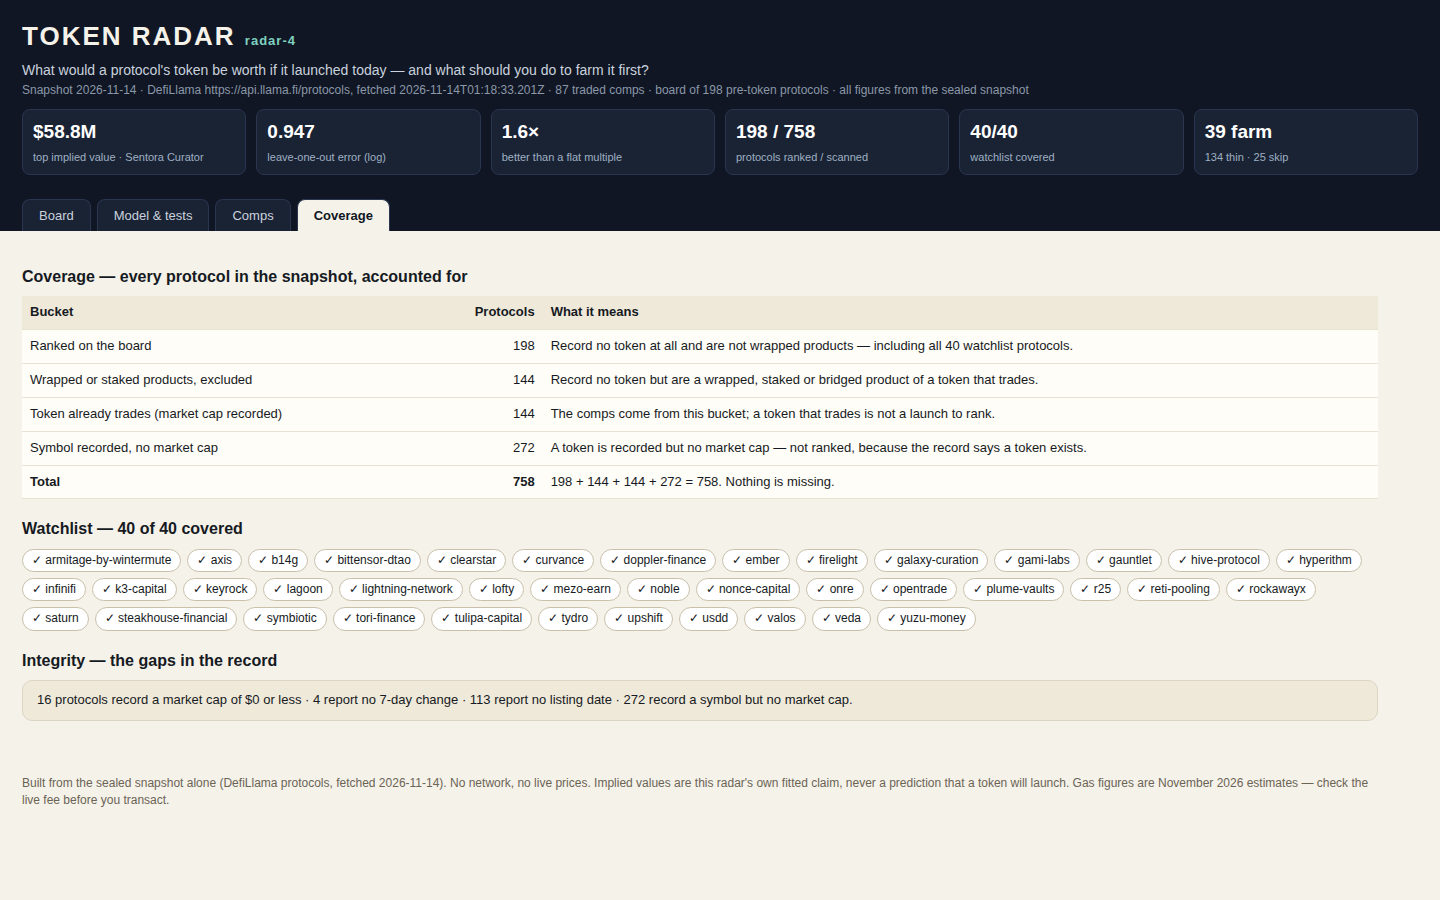 TOKEN RADAR radar-4
What would a protocol's token be worth if it launched today — and what should you do to farm it first?
Snapshot 2026-11-14 · DefiLlama https://api.llama.fi/protocols, fetched 2026-11-14T01:18:33.201Z · 87 traded comps · board of 198 pre-token protocols · all figures from the sealed snapshot
$58.8M
top implied value · Sentora Curator
0.947
leave-one-out error (log)
1.6×
better than a flat multiple
198 / 758
protocols ranked / scanned
40/40
watchlist covered
39 farm
134 thin · 25 skip
Board
Model & tests
Comps
Coverage
Coverage — every protocol in the snapshot, accounted for
Bucket Protocols What it means
Ranked on the board 198 Record no token at all and are not wrapped products — including all 40 watchlist protocols.
Wrapped or staked products, excluded 144 Record no token but are a wrapped, staked or bridged product of a token that trades.
Token already trades (market cap recorded) 144 The comps come from this bucket; a token that trades is not a launch to rank.
Symbol recorded, no market cap 272 A token is recorded but no market cap — not ranked, because the record says a token exists.
Total 758 198 + 144 + 144 + 272 = 758. Nothing is missing.
Watchlist — 40 of 40 covered
✓ armitage-by-wintermute ✓ axis ✓ b14g ✓ bittensor-dtao ✓ clearstar ✓ curvance ✓ doppler-finance ✓ ember ✓ firelight ✓ galaxy-curation ✓ gami-labs ✓ gauntlet ✓ hive-protocol ✓ hyperithm
✓ infinifi ✓ k3-capital ✓ keyrock ✓ lagoon ✓ lightning-network ✓ lofty ✓ mezo-earn ✓ noble ✓ nonce-capital ✓ onre ✓ opentrade ✓ plume-vaults ✓ r25 ✓ reti-pooling ✓ rockawayx
✓ saturn ✓ steakhouse-financial ✓ symbiotic ✓ tori-finance ✓ tulipa-capital ✓ tydro ✓ upshift ✓ usdd ✓ valos ✓ veda ✓ yuzu-money
Integrity — the gaps in the record
16 protocols record a market cap of $0 or less · 4 report no 7-day change · 113 report no listing date · 272 record a symbol but no market cap.
Built from the sealed snapshot alone (DefiLlama protocols, fetched 2026-11-14). No network, no live prices. Implied values are this radar's own fitted claim, never a prediction that a token will launch. Gas figures are November 2026 estimates — check the
live fee before you transact.